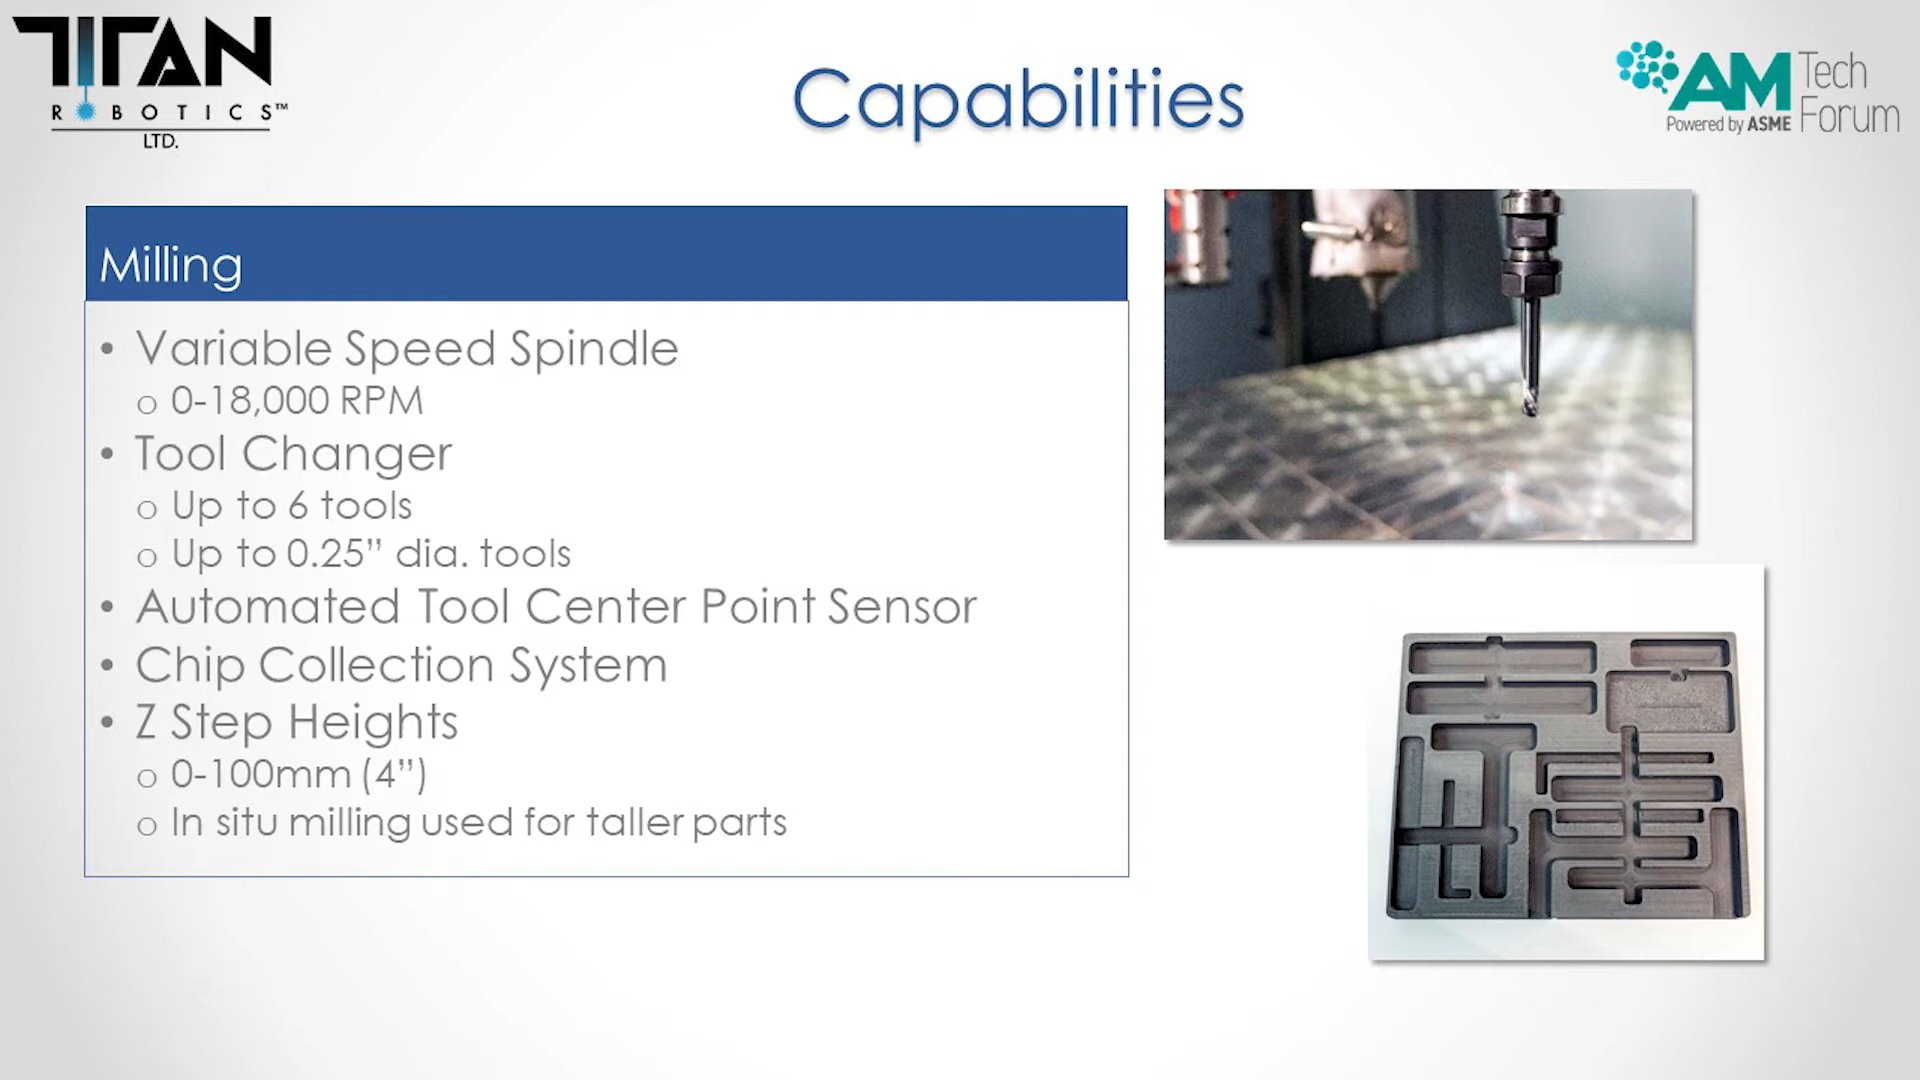 TITAN
ROBOTICS™
LTD.
Capabilities
AM Tech Forum
Powered by ASME
Milling
• Variable Speed Spindle
o 0-18,000 RPM
• Tool Changer
o Up to 6 tools
o Up to 0.25” dia. tools
• Automated Tool Center Point Sensor
• Chip Collection System
• Z Step Heights
o 0-100mm (4”)
o In situ milling used for taller parts